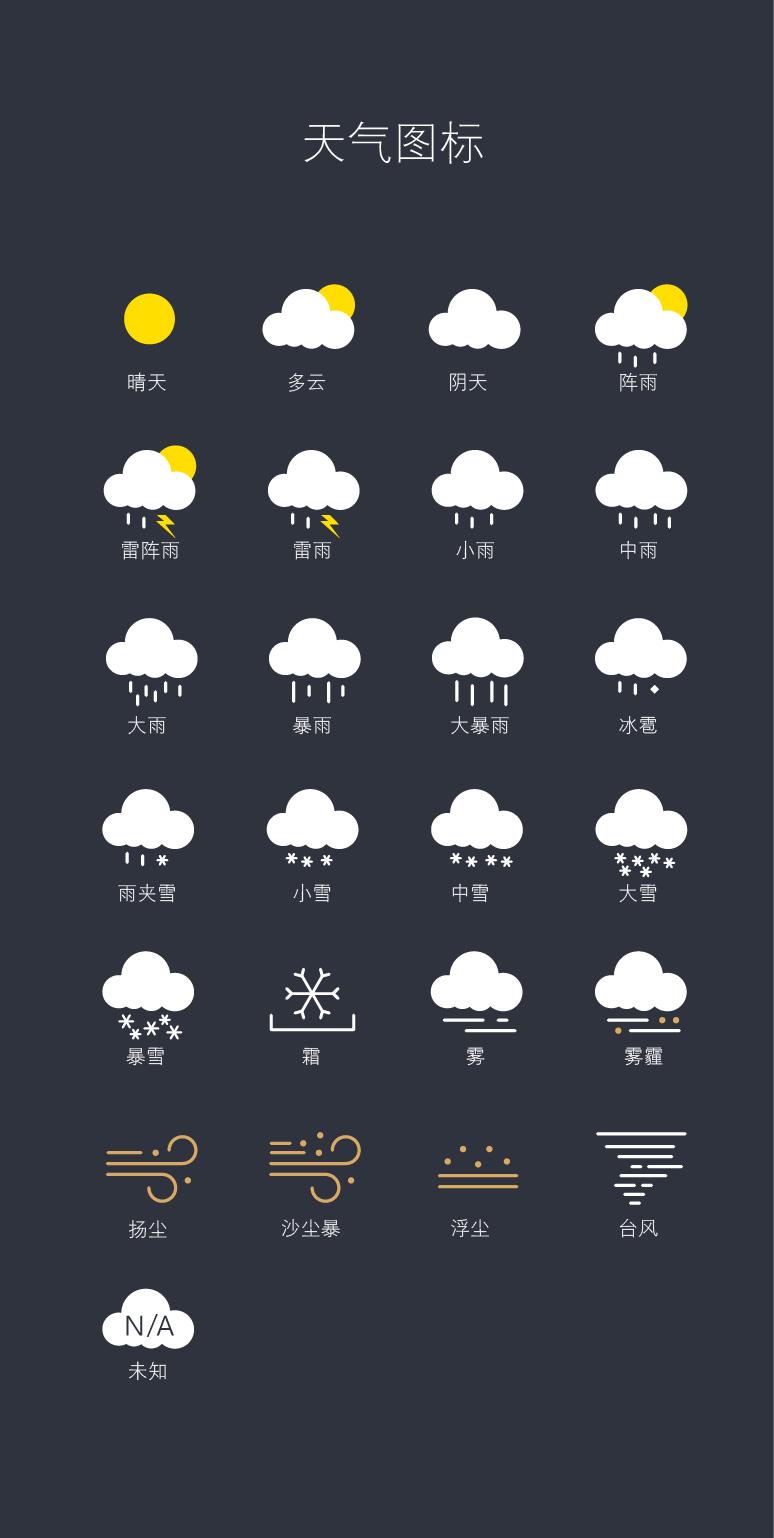 天气图标
晴天
多云
阴天
阵雨
雷阵雨
雷雨
小雨
中雨
大雨
暴雨
大暴雨
冰雹
雨夹雪
小雪
中雪
大雪
暴雪
霜
雾
雾霾
扬尘
沙尘暴
浮尘
台风
N/A
未知